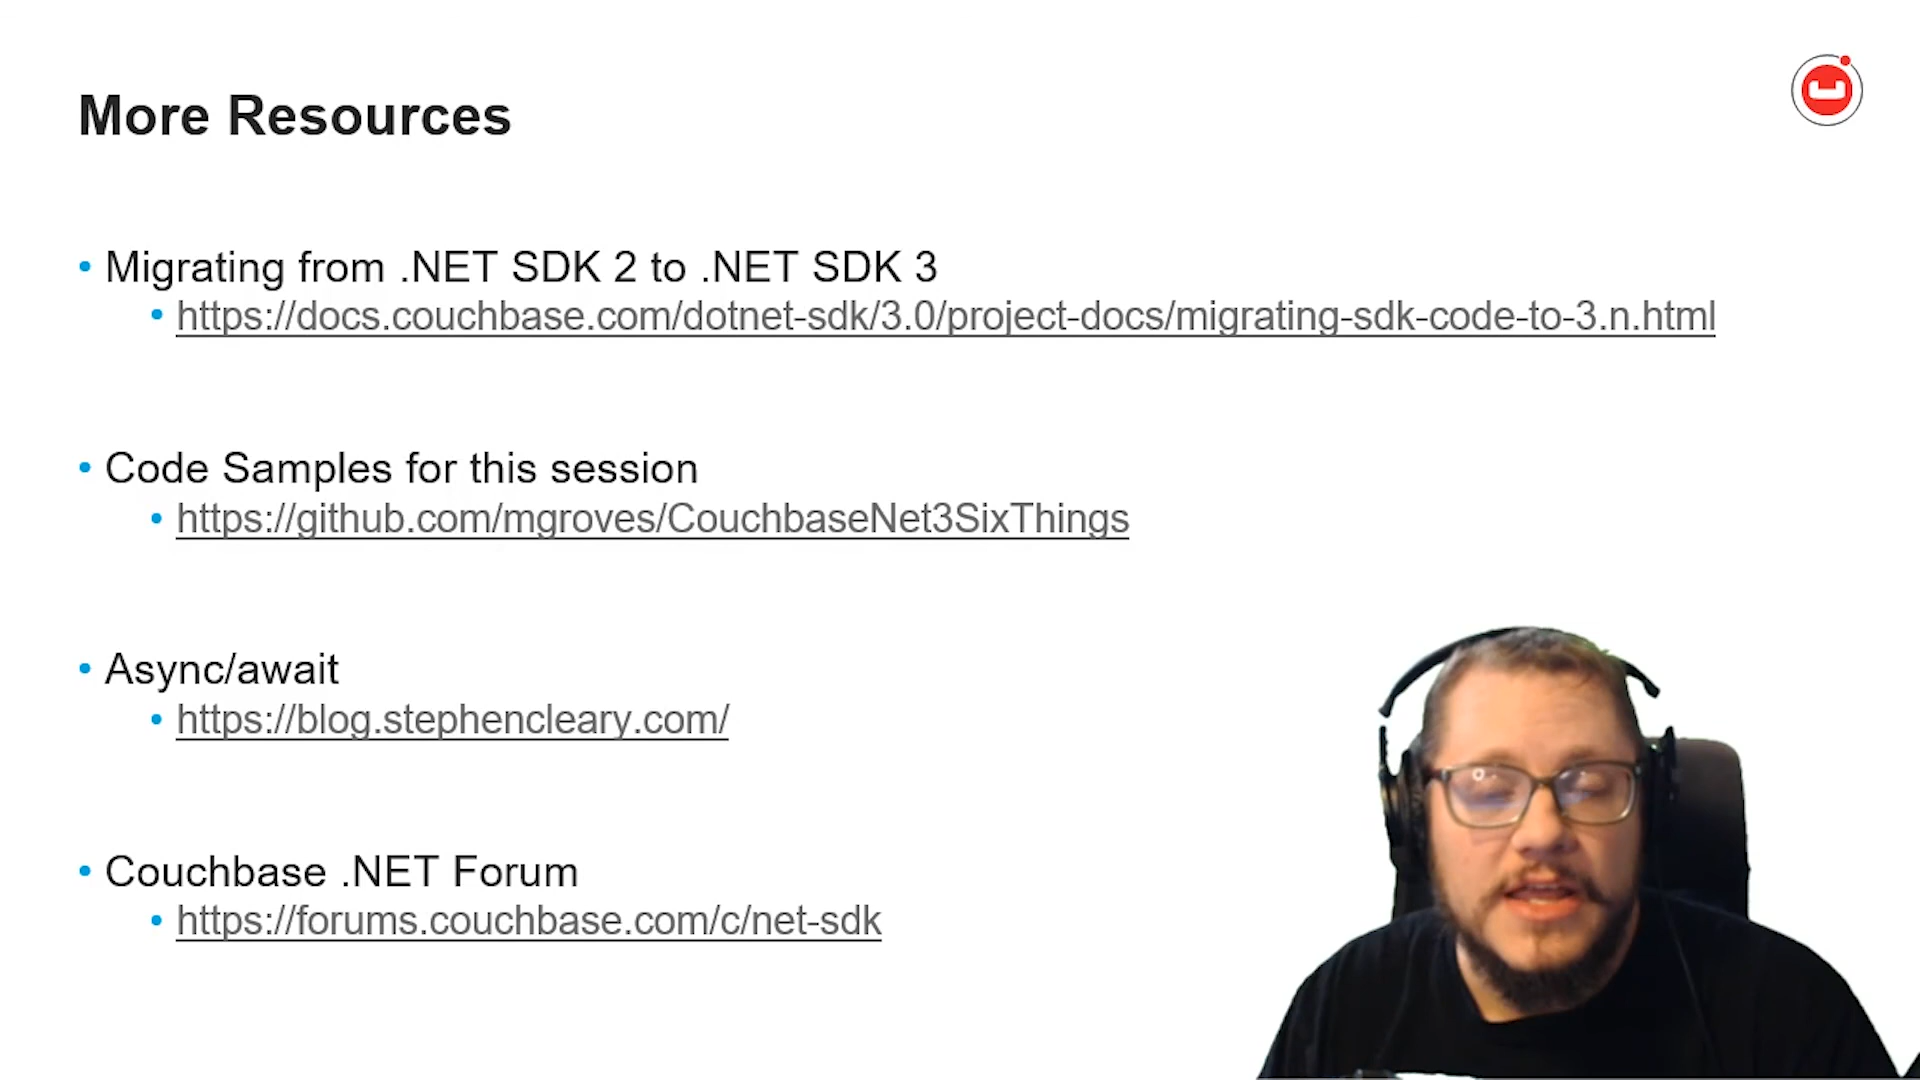 More Resources
Migrating from .NET SDK 2 to .NET SDK 3
https://docs.couchbase.com/dotnet-sdk/3.0/project-docs/migrating-sdk-code-to-3.n.html
Code Samples for this session
https://github.com/mgroves/CouchbaseNet3SixThings
Async/await
https://blog.stephencleary.com/
Couchbase .NET Forum
https://forums.couchbase.com/c/net-sdk